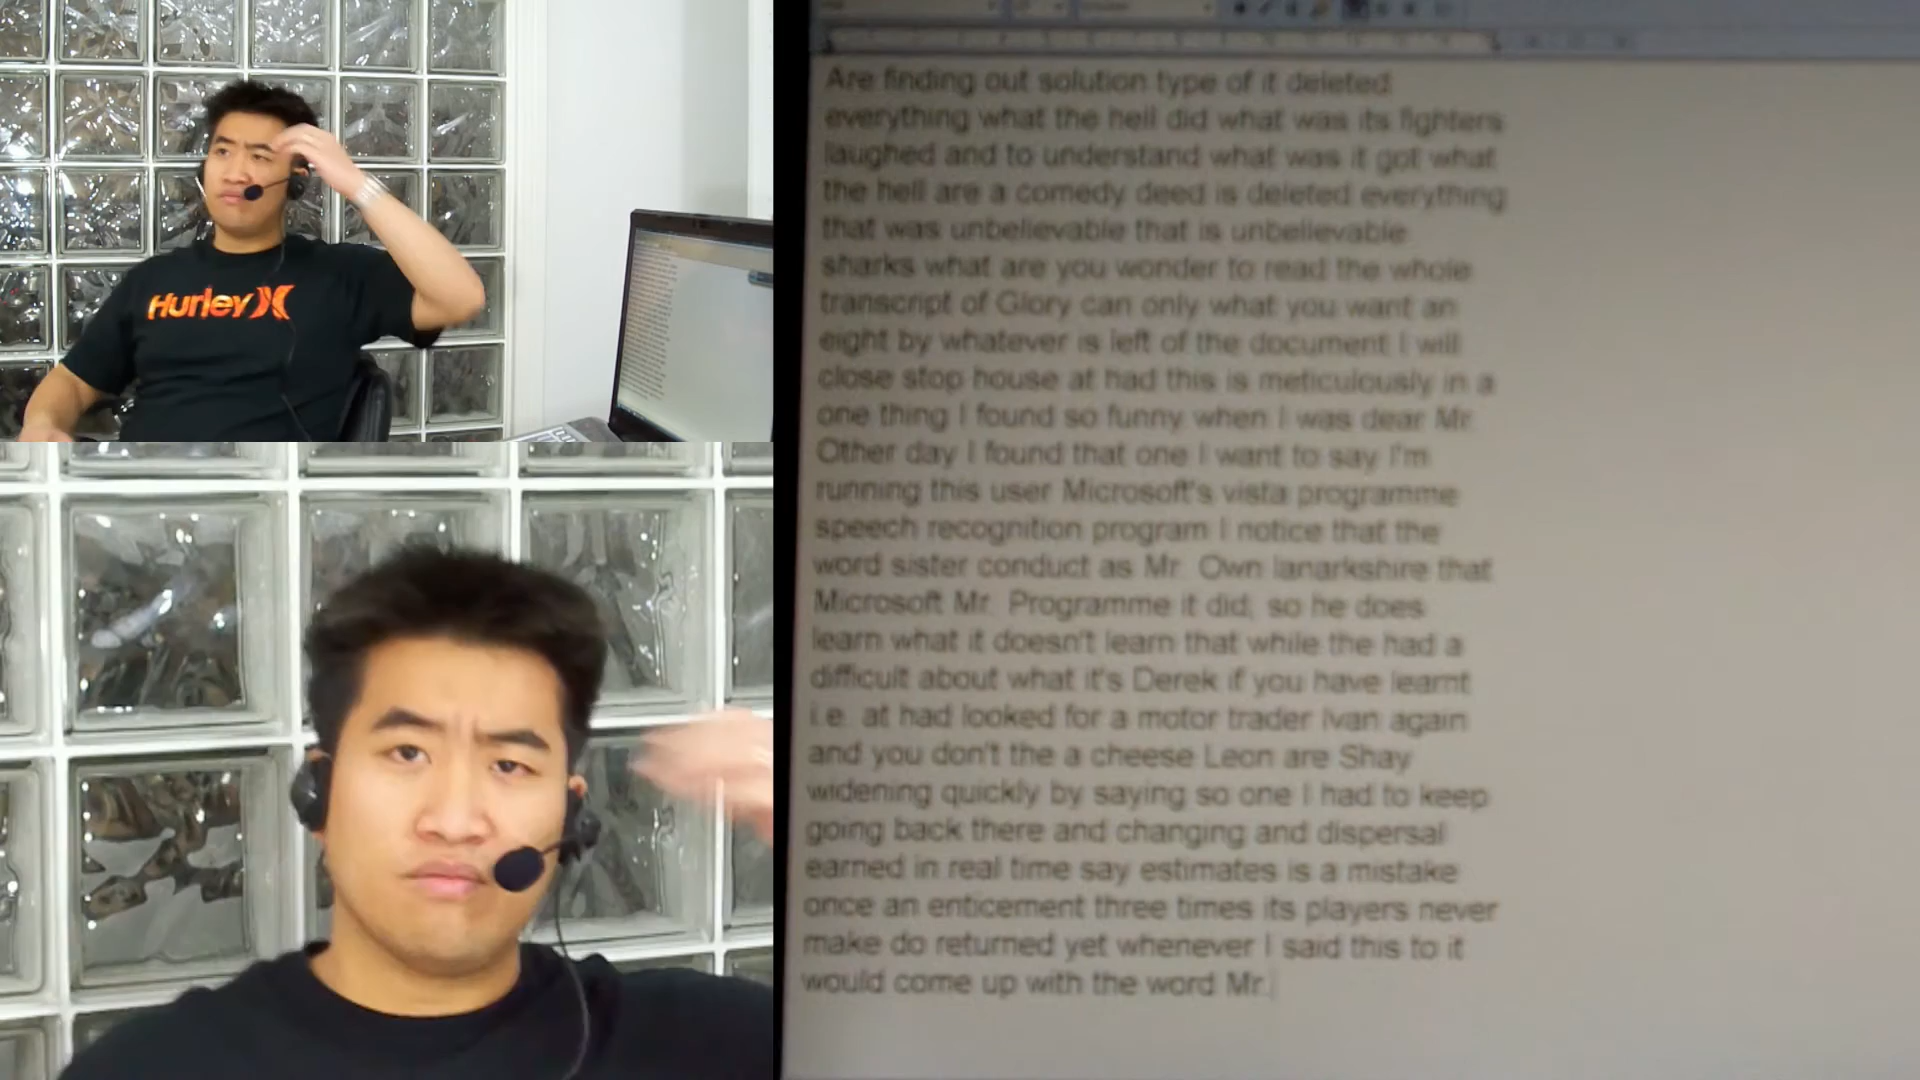 Hurley
Are finding out solution type of it deleted
everything what the hell did what was its fighters
laughed and to understand what was it got what
the hell are a comedy deed is deleted everything
that was unbelievable that is unbelievable
sharks what are you wonder to read the whole
transcript of Glory can only what you want an
eight by whatever is left of the document I will
close stop house at had this is meticulously in a
one thing I found so funny when I was dear Mr.
Other day I found that one I want to say I'm
running this user Microsoft's vista programme
speech recognition program I notice that the
word sister conduct as Mr. Own lanarkshire that
Microsoft Mr. Programme it did, so he does
learn what it doesn't learn that while the had a
difficult about what it's Derek if you have learnt
i.e. at had looked for a motor trader Ivan again
and you don't the a cheese Leon are Shay
widening quickly by saying so one I had to keep
going back there and changing and dispersal
earned in real time say estimates is a mistake
once an enticement three times its players never
make do returned yet whenever I said this to it
would come up with the word Mr.